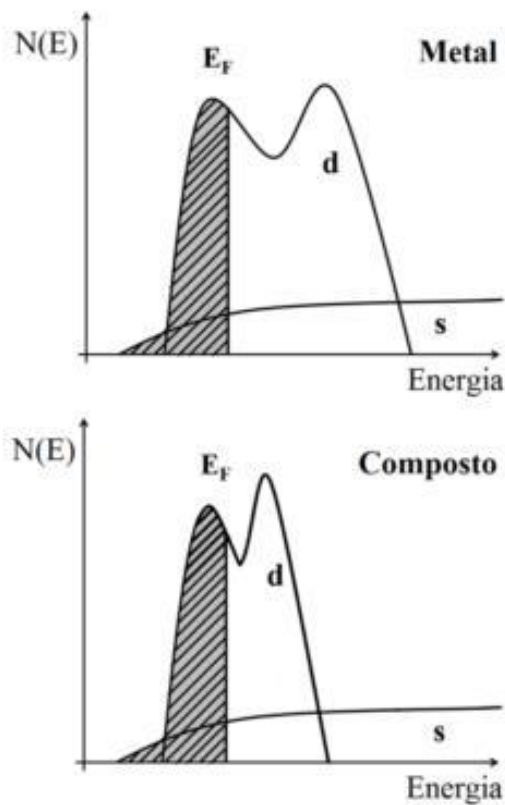 N(E)
E_F
Metal
d
s
Energia
N(E)
E_F
Composto
d
s
Energia